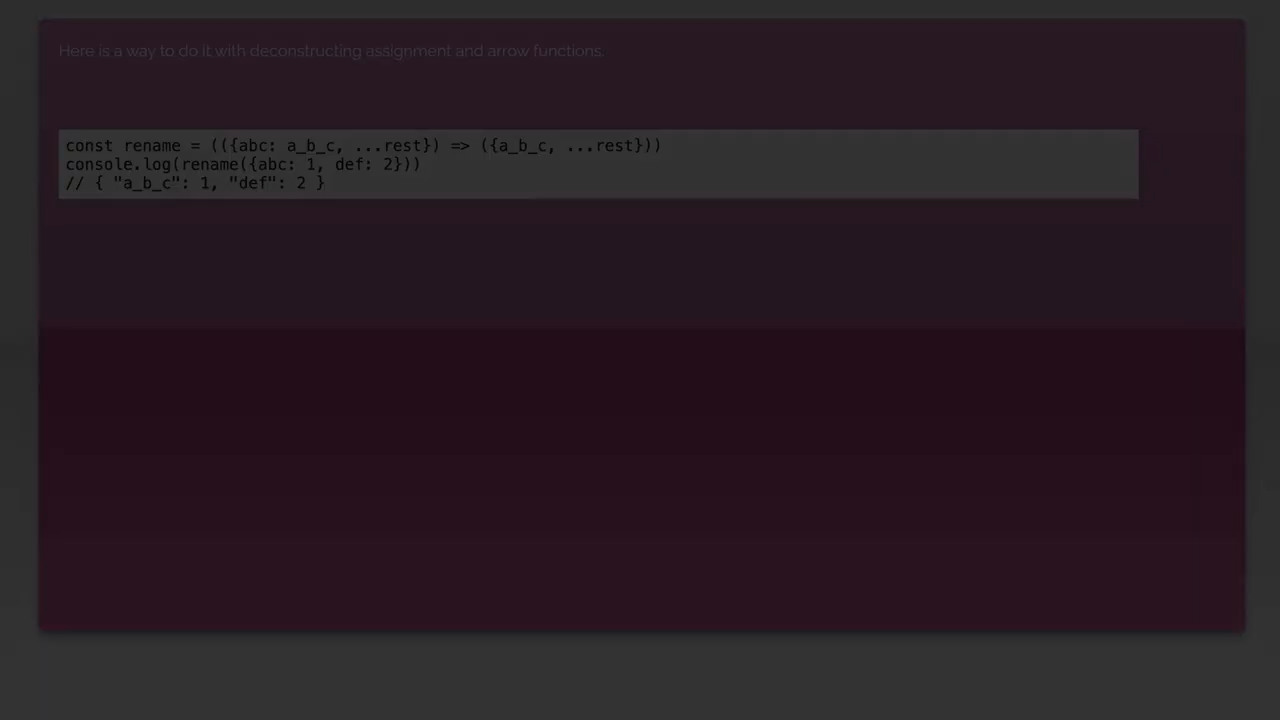 Here is a way to do it with deconstructing assignment and arrow functions.
const rename = (({abc: a_b_c, ...rest}) => ({a_b_c, ...rest}))
console.log(rename({abc: 1, def: 2}))
// { "a_b_c": 1, "def": 2 }